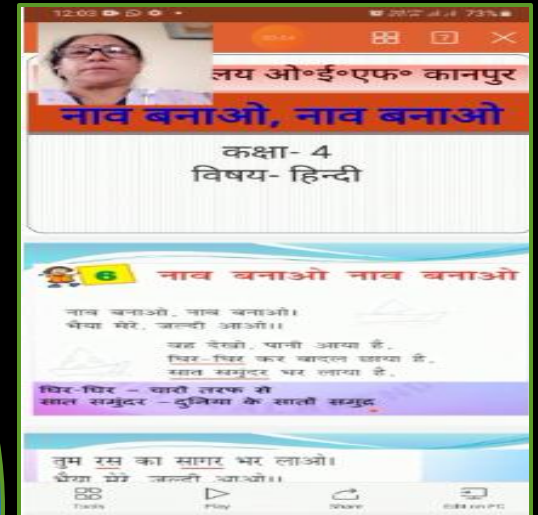 12:03 73%
लय ओ॰ई॰एफ॰ कानपुर
नाव बनाओ, नाव बनाओ
कक्षा- 4
विषय- हिन्दी
6 नाव बनाओ नाव बनाओ
नाव बनाओ, नाव बनाओ।
भैया मेरे, जल्दी आओ।।
वह देखो, पानी आया है,
घिर-घिर कर बादल छाया है,
सात समुंदर भर लाया है,
घिर-घिर – चारों तरफ से
सात समुंदर – दुनिया के सातों समुद्र
तुम रस का सागर भर लाओ।
भैया मेरे जल्दी आओ।।
Tools Play Share Edit on PC